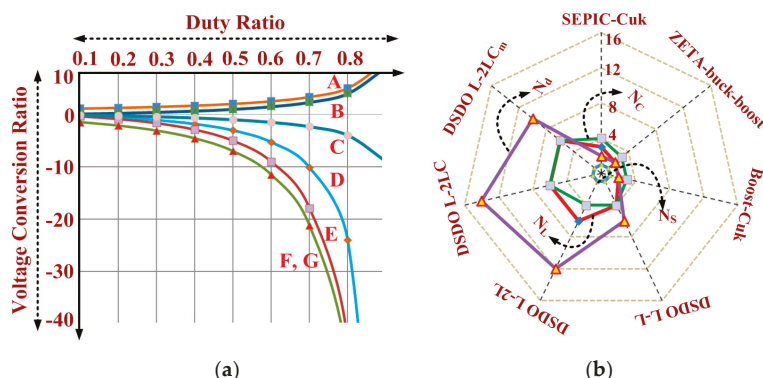 Duty Ratio
0.1 0.2 0.3 0.4 0.5 0.6 0.7 0.8
Voltage Conversion Ratio
10
0
-10
-20
-30
-40
A
B
C
D
E
F, G
(a)
SEPIC-Cuk
ZETA-buck-boost
Boost-Cuk
DSDO L-L
DSDO L-2L
DSDO L-2LC
DSDO L-2LCm
16
12
8
4
Nd
NC
NS
NL
(b)